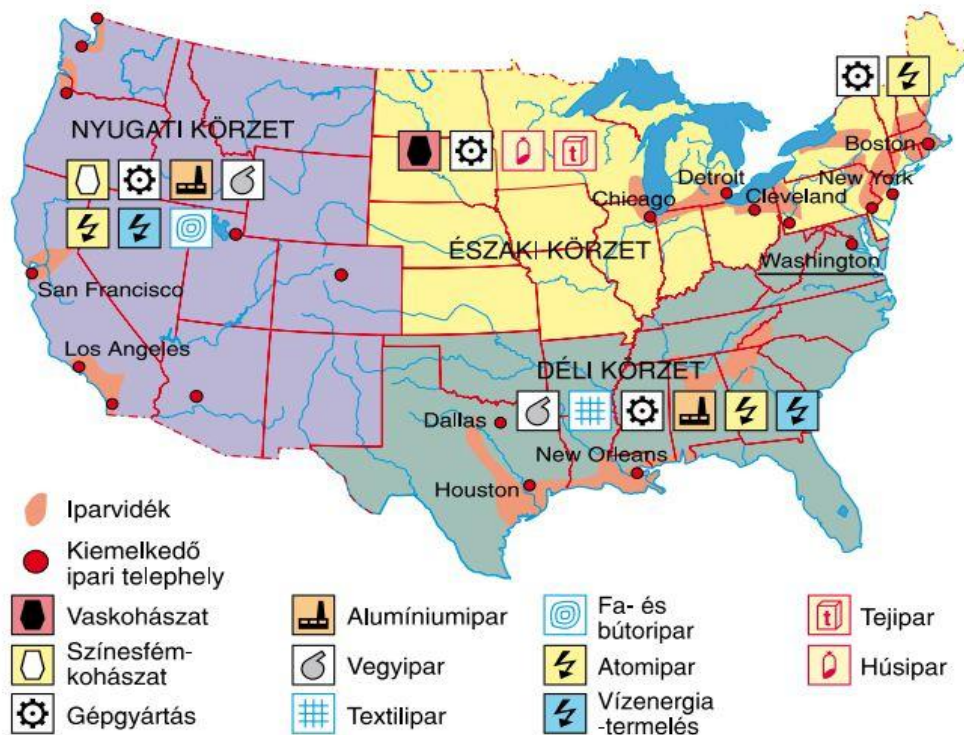 NYUGATI KÖRZET
Boston
Detroit
New York
Chicago
Cleveland
ÉSZAKI KÖRZET
Washington
San Francisco
Los Angeles
DÉLI KÖRZET
Dallas
New Orleans
Houston
t
Iparvidék
Kiemelkedő
ipari telephely
Vaskohászat
Színesfém-
kohászat
Gépgyártás
Alumíniumipar
Vegyipar
Textilipar
Fa- és
bútoripar
Atomipar
Vízenergia
-termelés
t
Tejipar
Húsipar